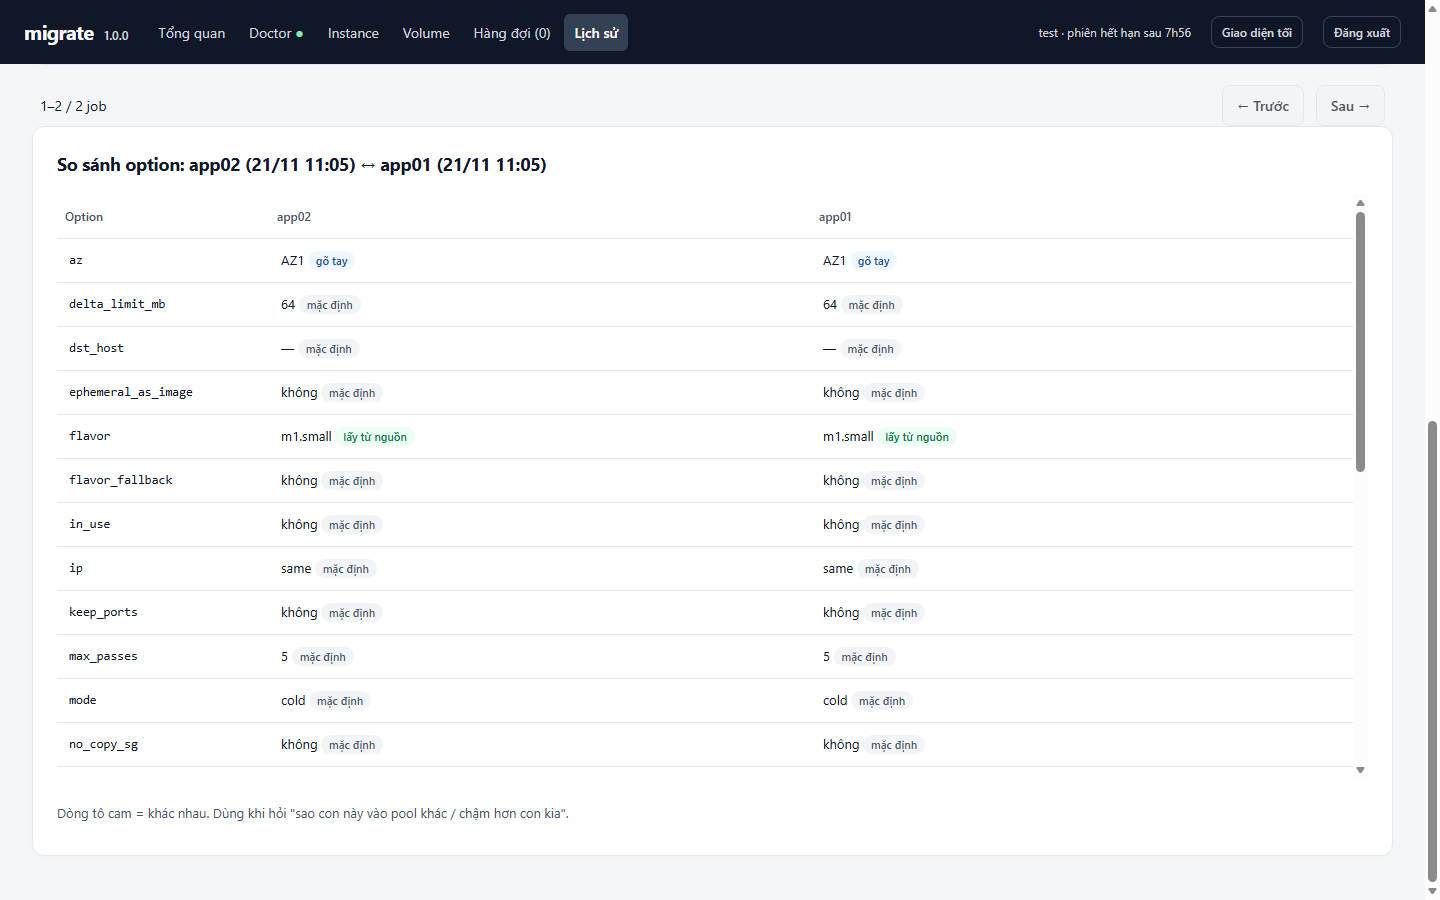 migrate 1.0.0 Tổng quan Doctor Instance Volume Hàng đợi (0) Lịch sử test · phiên hết hạn sau 7h56 Giao diện tối Đăng xuất
1–2 / 2 job ← Trước Sau →
So sánh option: app02 (21/11 11:05) ↔ app01 (21/11 11:05)
Option app02 app01
az AZ1 gõ tay AZ1 gõ tay
delta_limit_mb 64 mặc định 64 mặc định
dst_host — mặc định — mặc định
ephemeral_as_image không mặc định không mặc định
flavor m1.small lấy từ nguồn m1.small lấy từ nguồn
flavor_fallback không mặc định không mặc định
in_use không mặc định không mặc định
ip same mặc định same mặc định
keep_ports không mặc định không mặc định
max_passes 5 mặc định 5 mặc định
mode cold mặc định cold mặc định
no_copy_sg không mặc định không mặc định
Dòng tô cam = khác nhau. Dùng khi hỏi "sao con này vào pool khác / chậm hơn con kia".